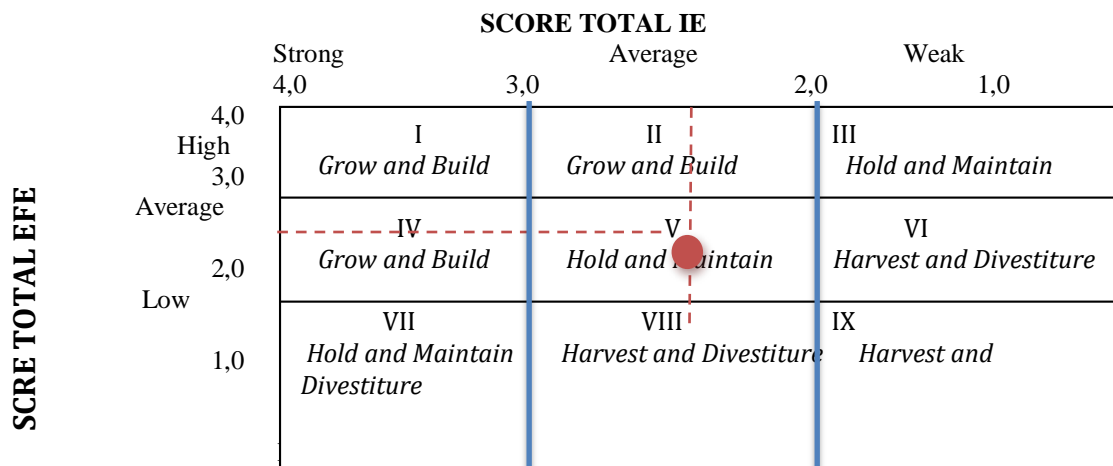 SCORE TOTAL IE
Strong Average Weak
4,0 3,0 2,0 1,0
4,0
High
3,0
Average
2,0
Low
1,0
SCRE TOTAL EFE
I II III
Grow and Build Grow and Build Hold and Maintain
IV V VI
Grow and Build Hold and Maintain Harvest and Divestiture
VII VIII IX
Hold and Maintain Harvest and Divestiture Harvest and
Divestiture